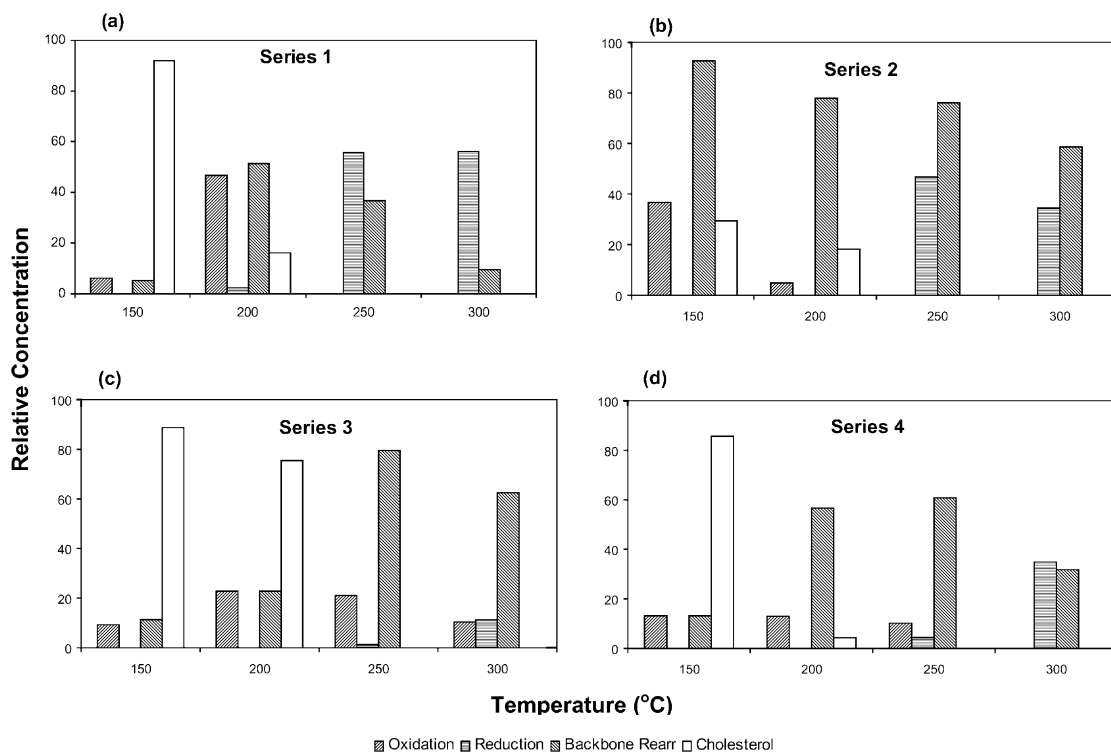 (a)
Series 1
100
80
60
40
20
0
150 200 250 300
(b)
Series 2
100
80
60
40
20
0
150 200 250 300
(c)
Series 3
100
80
60
40
20
0
150 200 250 300
(d)
Series 4
100
80
60
40
20
0
150 200 250 300
Relative Concentration
Temperature (°C)
Oxidation Reduction Backbone Rearr Cholesterol